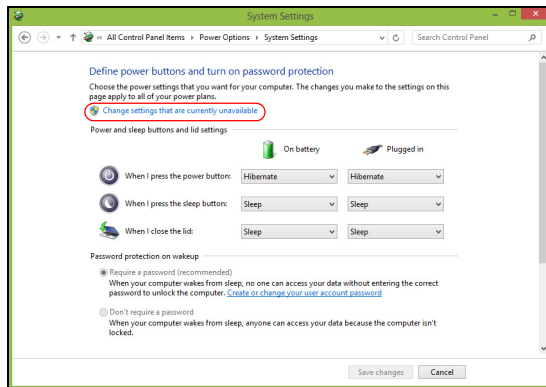 System Settings
« All Control Panel Items ▸ Power Options ▸ System Settings
Search Control Panel
Define power buttons and turn on password protection
Choose the power settings that you want for your computer. The changes you make to the settings on this
page apply to all of your power plans.
Change settings that are currently unavailable
Power and sleep buttons and lid settings
On battery Plugged in
When I press the power button: Hibernate Hibernate
When I press the sleep button: Sleep Sleep
When I close the lid: Sleep Sleep
Password protection on wakeup
Require a password (recommended)
When your computer wakes from sleep, no one can access your data without entering the correct
password to unlock the computer. Create or change your user account password
Don't require a password
When your computer wakes from sleep, anyone can access your data because the computer isn't
locked.
Save changes Cancel